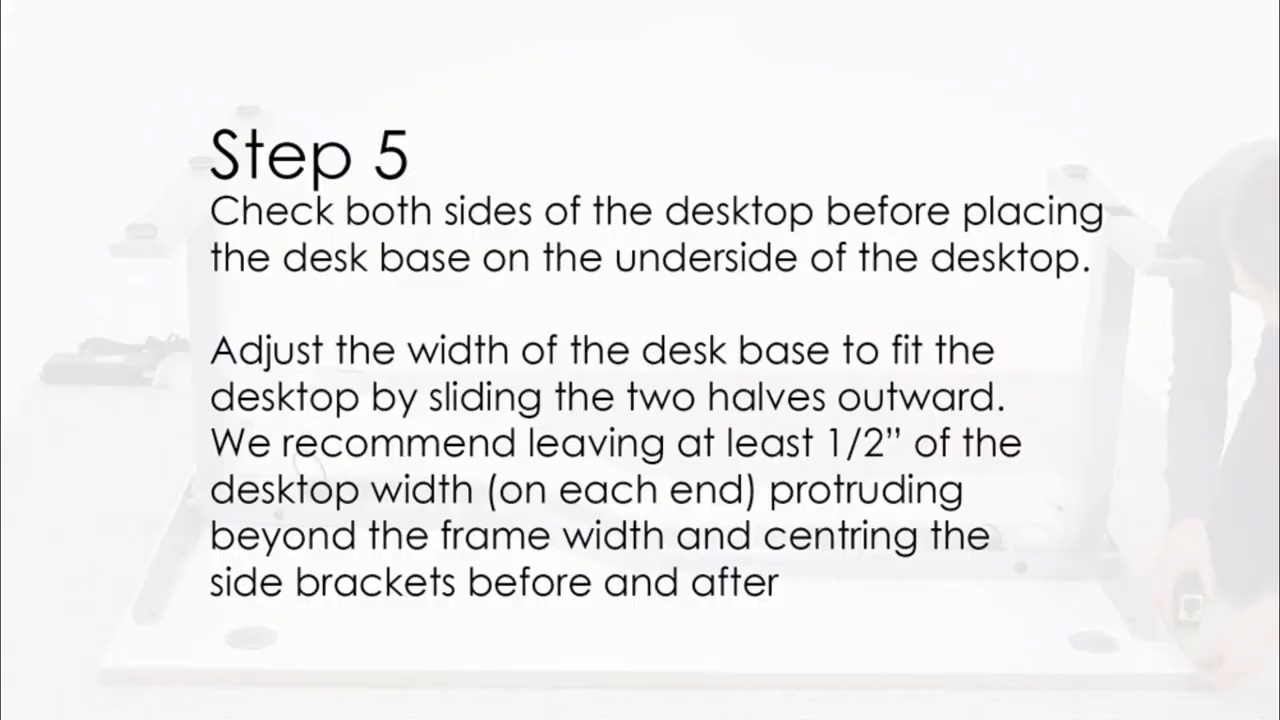 Step 5
Check both sides of the desktop before placing
the desk base on the underside of the desktop.
Adjust the width of the desk base to fit the
desktop by sliding the two halves outward.
We recommend leaving at least 1/2” of the
desktop width (on each end) protruding
beyond the frame width and centring the
side brackets before and after